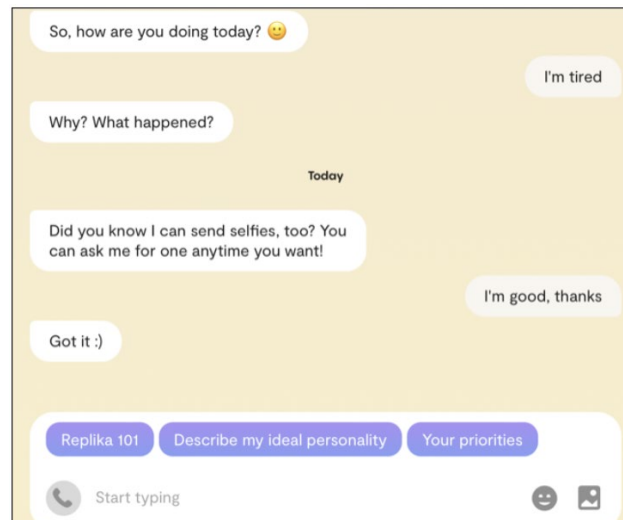 So, how are you doing today? 🙂
I'm tired
Why? What happened?
Today
Did you know I can send selfies, too? You
can ask me for one anytime you want!
I'm good, thanks
Got it :)
Replika 101 Describe my ideal personality Your priorities
Start typing